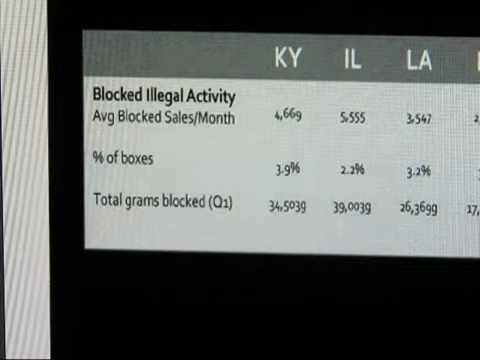 KY IL LA
Blocked Illegal Activity
Avg Blocked Sales/Month 4,669 5,555 3,547
% of boxes 3.9% 2.2% 3.2%
Total grams blocked (Q1) 34,503g 39,003g 26,369g 17,